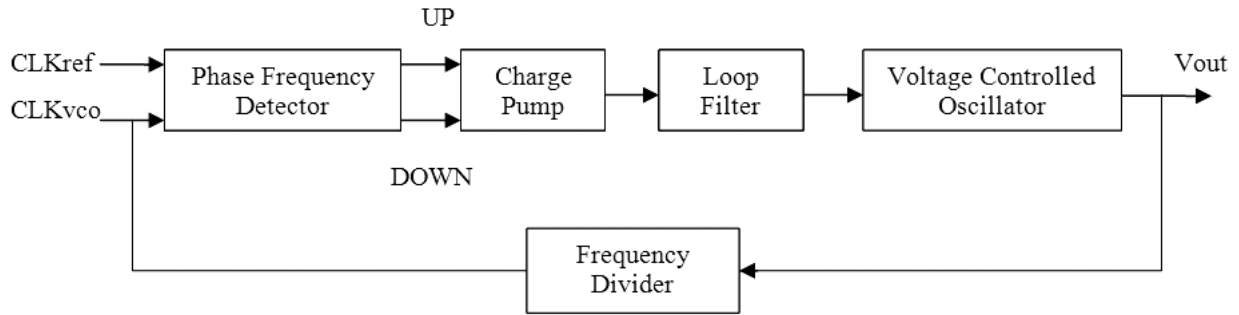 UP
CLKref
CLKvco
Phase Frequency
Detector
Charge
Pump
Loop
Filter
Voltage Controlled
Oscillator
Vout
DOWN
Frequency
Divider